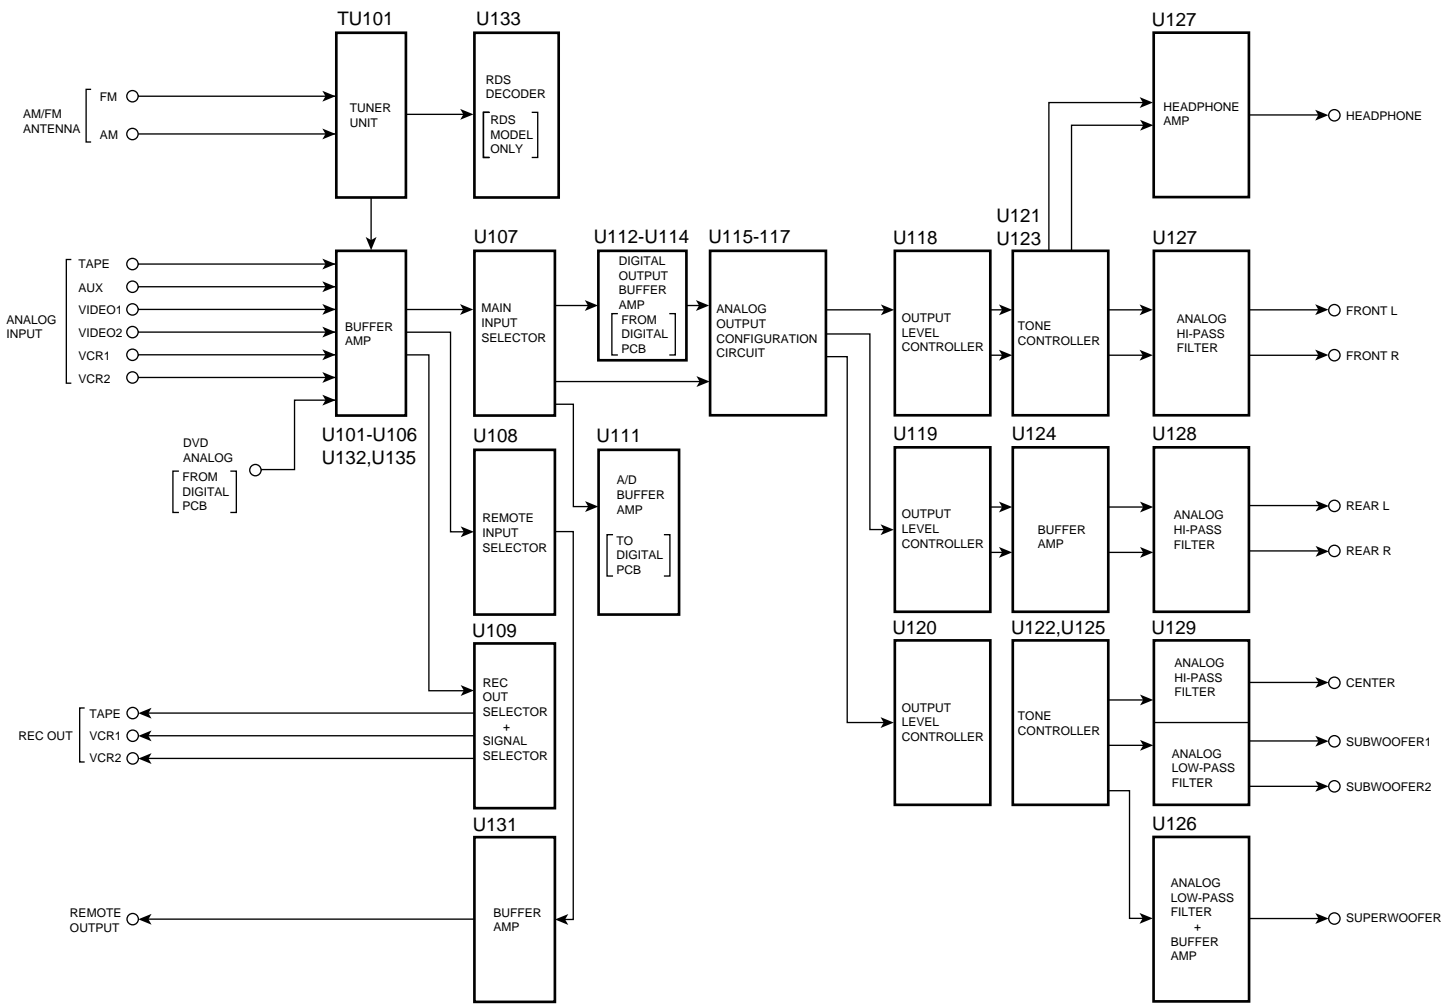 TU101
U133
U127
FM
AM/FM
ANTENNA
AM
TUNER
UNIT
RDS
DECODER
RDS
MODEL
ONLY
HEADPHONE
AMP
HEADPHONE
U107
U112-U114
U115-117
U118
U121
U123
U127
ANALOG
INPUT
TAPE
AUX
VIDEO1
VIDEO2
VCR1
VCR2
BUFFER
AMP
MAIN
INPUT
SELECTOR
DIGITAL
OUTPUT
BUFFER
AMP
FROM
DIGITAL
PCB
ANALOG
OUTPUT
CONFIGURATION
CIRCUIT
OUTPUT
LEVEL
CONTROLLER
TONE
CONTROLLER
ANALOG
HI-PASS
FILTER
FRONT L
FRONT R
DVD
ANALOG
FROM
DIGITAL
PCB
U101-U106
U132,U135
U108
U111
U119
U124
U128
REMOTE
INPUT
SELECTOR
A/D
BUFFER
AMP
TO
DIGITAL
PCB
OUTPUT
LEVEL
CONTROLLER
BUFFER
AMP
ANALOG
HI-PASS
FILTER
REAR L
REAR R
U109
U120
U122,U125
U129
REC OUT
TAPE
VCR1
VCR2
REC
OUT
SELECTOR
+
SIGNAL
SELECTOR
OUTPUT
LEVEL
CONTROLLER
TONE
CONTROLLER
ANALOG
HI-PASS
FILTER
ANALOG
LOW-PASS
FILTER
CENTER
SUBWOOFER1
SUBWOOFER2
U131
U126
REMOTE
OUTPUT
BUFFER
AMP
ANALOG
LOW-PASS
FILTER
+
BUFFER
AMP
SUPERWOOFER